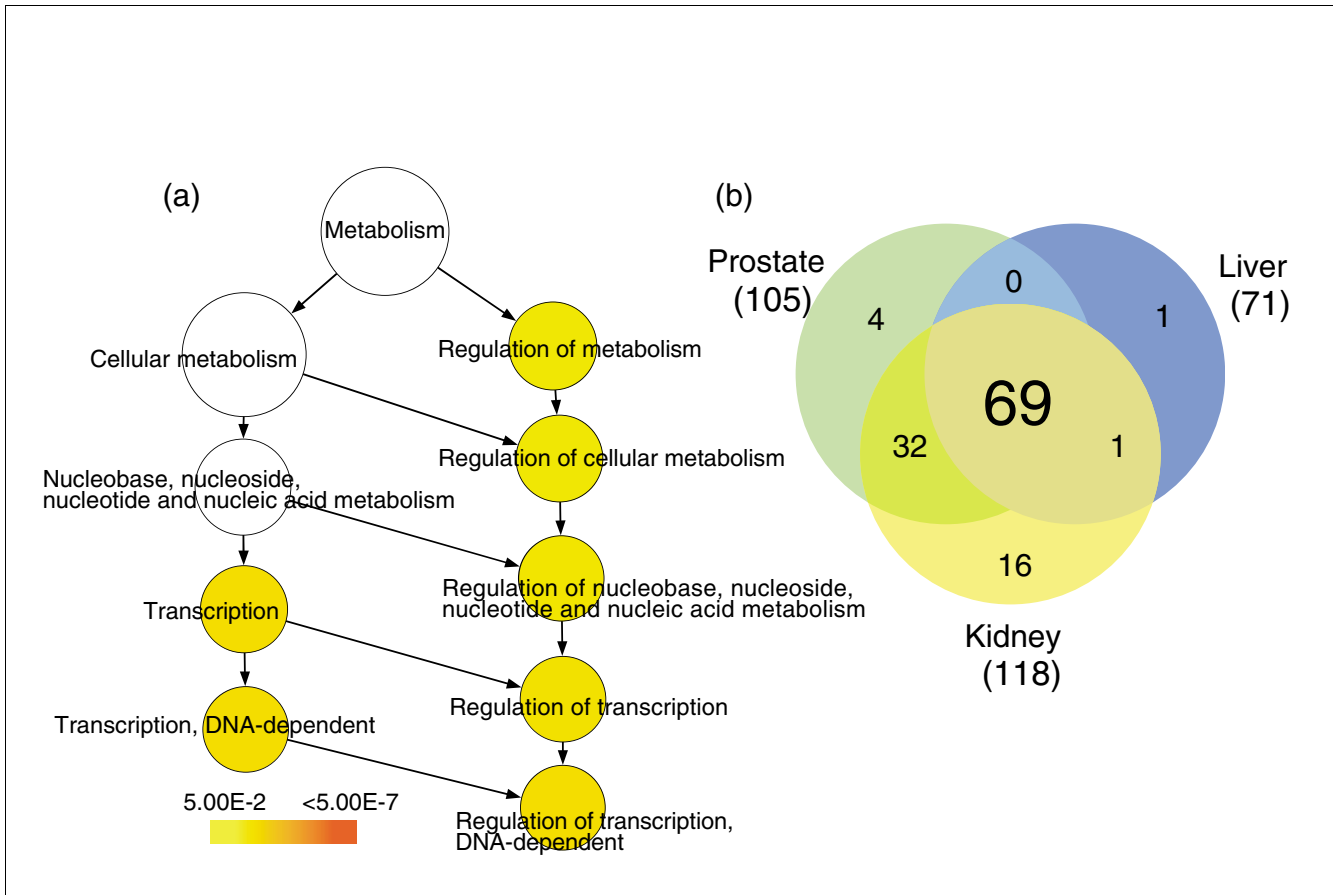 (a)
Metabolism
Cellular metabolism
Regulation of metabolism
Regulation of cellular metabolism
Nucleobase, nucleoside,
nucleotide and nucleic acid metabolism
Regulation of nucleobase, nucleoside,
nucleotide and nucleic acid metabolism
Transcription
Regulation of transcription
Transcription, DNA-dependent
Regulation of transcription,
DNA-dependent
5.00E-2 <5.00E-7
(b)
Prostate
(105)
Liver
(71)
4
0
1
69
32
1
16
Kidney
(118)